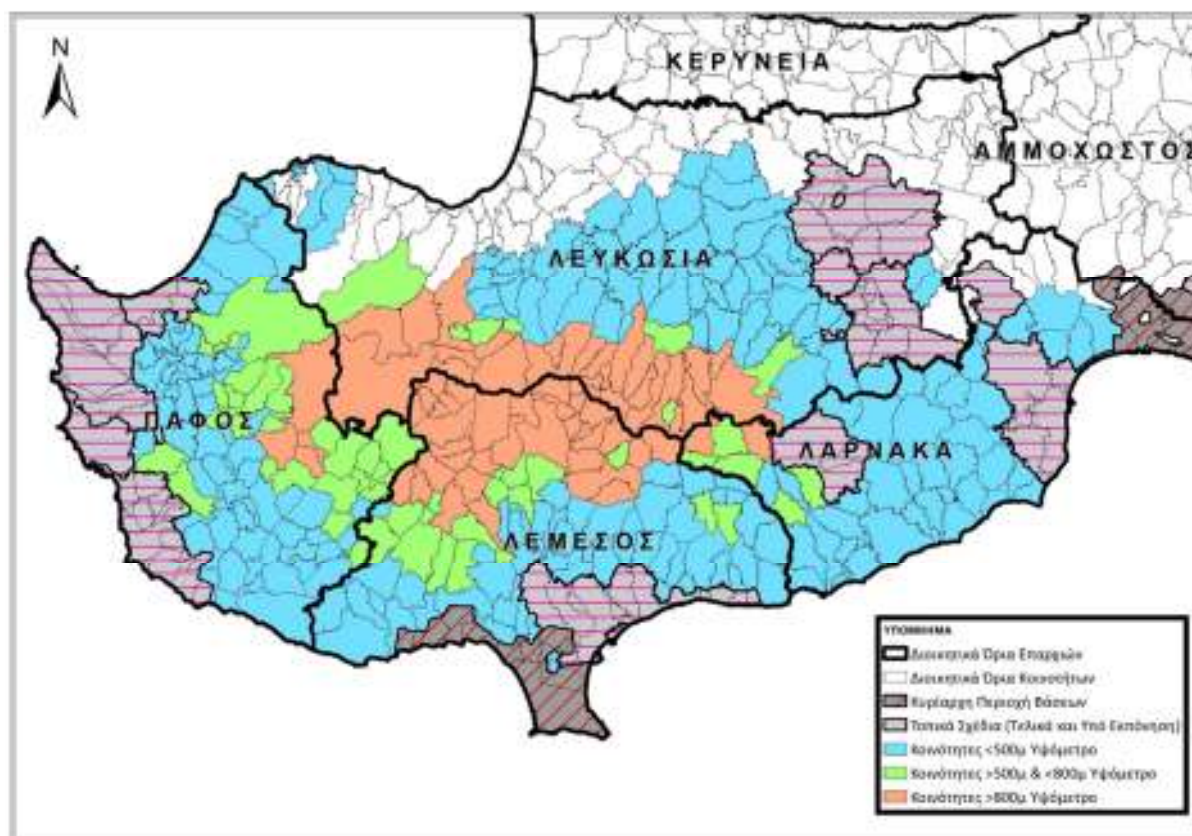 N
ΚΕΡΥΝΕΙΑ
ΑΜΜΟΧΩΣΤΟΣ
ΛΕΥΚΩΣΙΑ
ΠΑΦΟΣ
ΛΑΡΝΑΚΑ
ΛΕΜΕΣΟΣ
ΥΠΟΜΝΗΜΑ
Διοικητικά Όρια Επαρχιών
Διοικητικά Όρια Κοινοτήτων
Κυρίαρχη Περιοχή Βάσεων
Τοπικά Σχέδια (Τελικά και Υπό Εκπόνηση)
Κοινότητες <500μ Υψόμετρο
Κοινότητες >500μ & <800μ Υψόμετρο
Κοινότητες >800μ Υψόμετρο